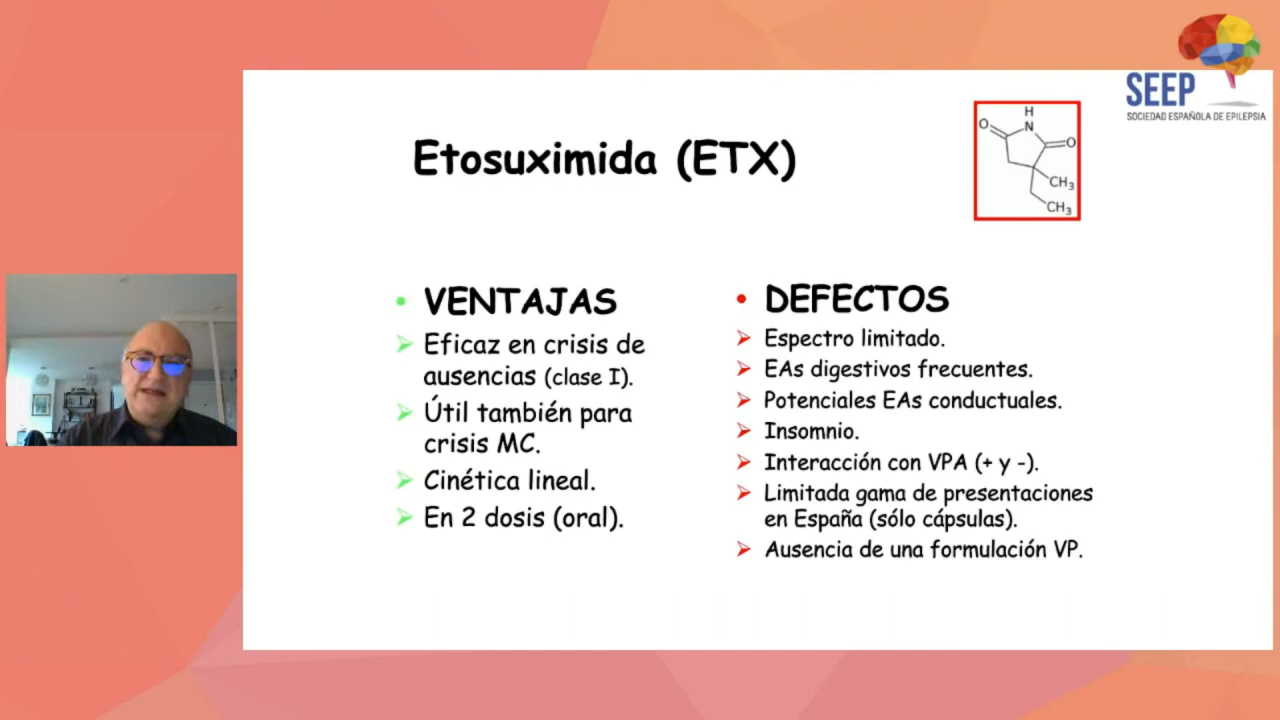 SEEP
SOCIEDAD ESPAÑOLA DE EPILEPSIA
Etosuximida (ETX)
H
N
O
O
CH3
CH3
• VENTAJAS
Eficaz en crisis de
ausencias (clase I).
Útil también para
crisis MC.
Cinética lineal.
En 2 dosis (oral).
• DEFECTOS
Espectro limitado.
EAs digestivos frecuentes.
Potenciales EAs conductuales.
Insomnio.
Interacción con VPA (+ y -).
Limitada gama de presentaciones
en España (sólo cápsulas).
Ausencia de una formulación VP.